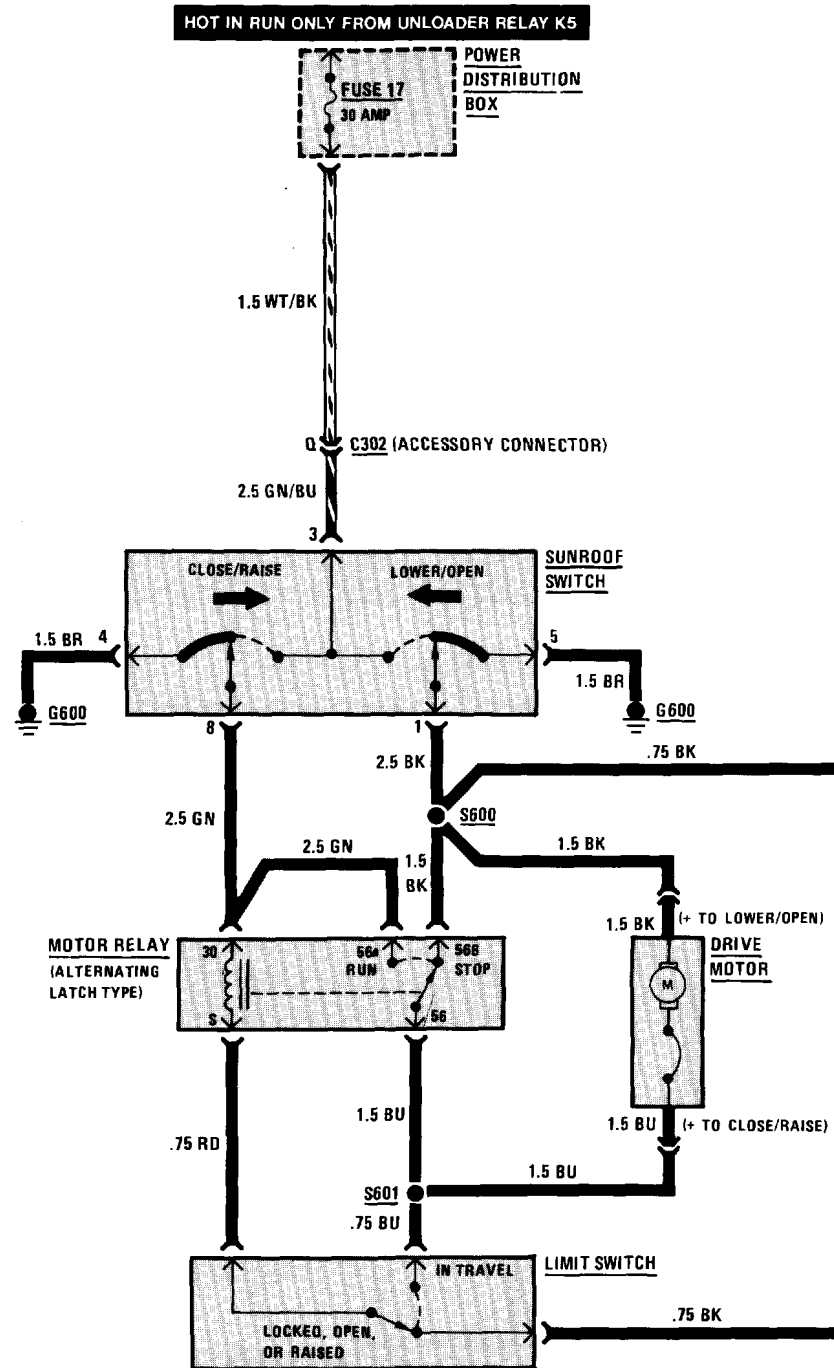 HOT IN RUN ONLY FROM UNLOADER RELAY K5
POWER
DISTRIBUTION
BOX
FUSE 17
30 AMP
1.5 WT/BK
Q C302 (ACCESSORY CONNECTOR)
2.5 GN/BU
3
SUNROOF
SWITCH
CLOSE/RAISE
LOWER/OPEN
1.5 BR 4
5
1.5 BR
G600
G600
8
1
2.5 BK
.75 BK
S600
2.5 GN
2.5 GN
1.5
BK
1.5 BK
1.5 BK (+ TO LOWER/OPEN)
MOTOR RELAY
(ALTERNATING
LATCH TYPE)
30
56a
RUN
56B
STOP
S
56
DRIVE
MOTOR
M
.75 RD
1.5 BU
1.5 BU (+ TO CLOSE/RAISE)
1.5 BU
S601
.75 BU
LIMIT SWITCH
IN TRAVEL
LOCKED, OPEN,
OR RAISED
.75 BK